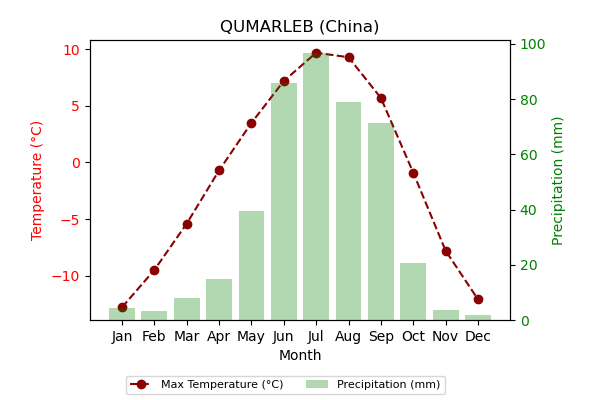 QUMARLEB (China)
Temperature (°C)
10
5
0
−5
−10
100
80
60
40
20
0
Precipitation (mm)
Jan Feb Mar Apr May Jun Jul Aug Sep Oct Nov Dec
Month
Max Temperature (°C) Precipitation (mm)